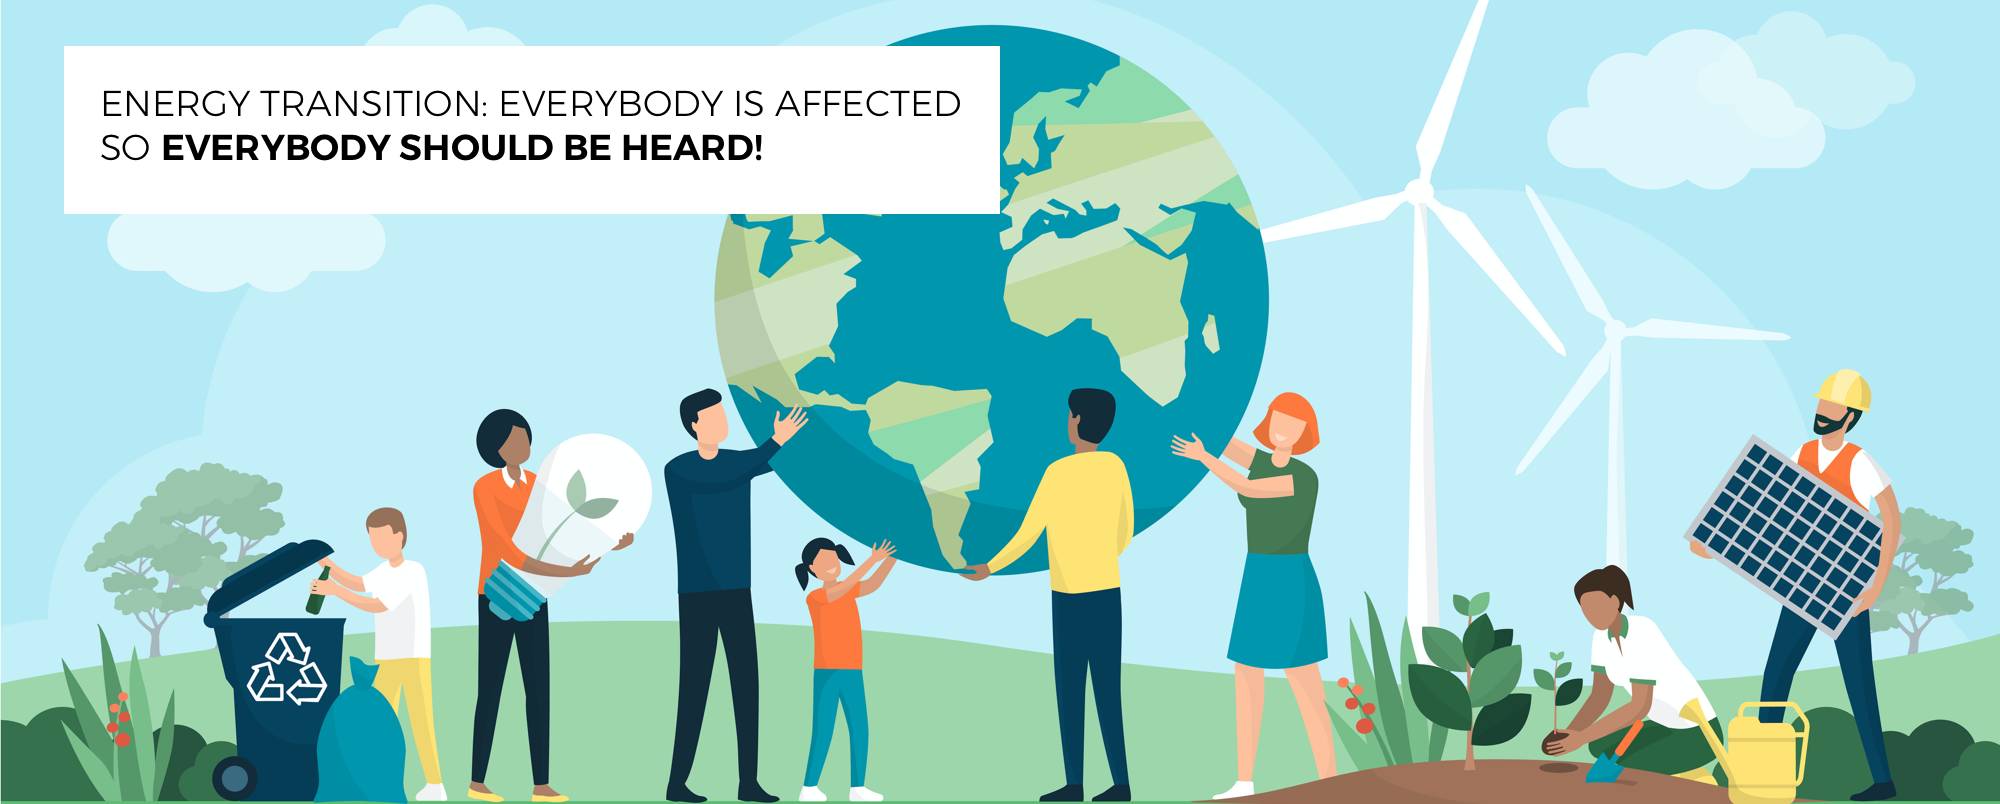 ENERGY TRANSITION: EVERYBODY IS AFFECTED
SO EVERYBODY SHOULD BE HEARD!